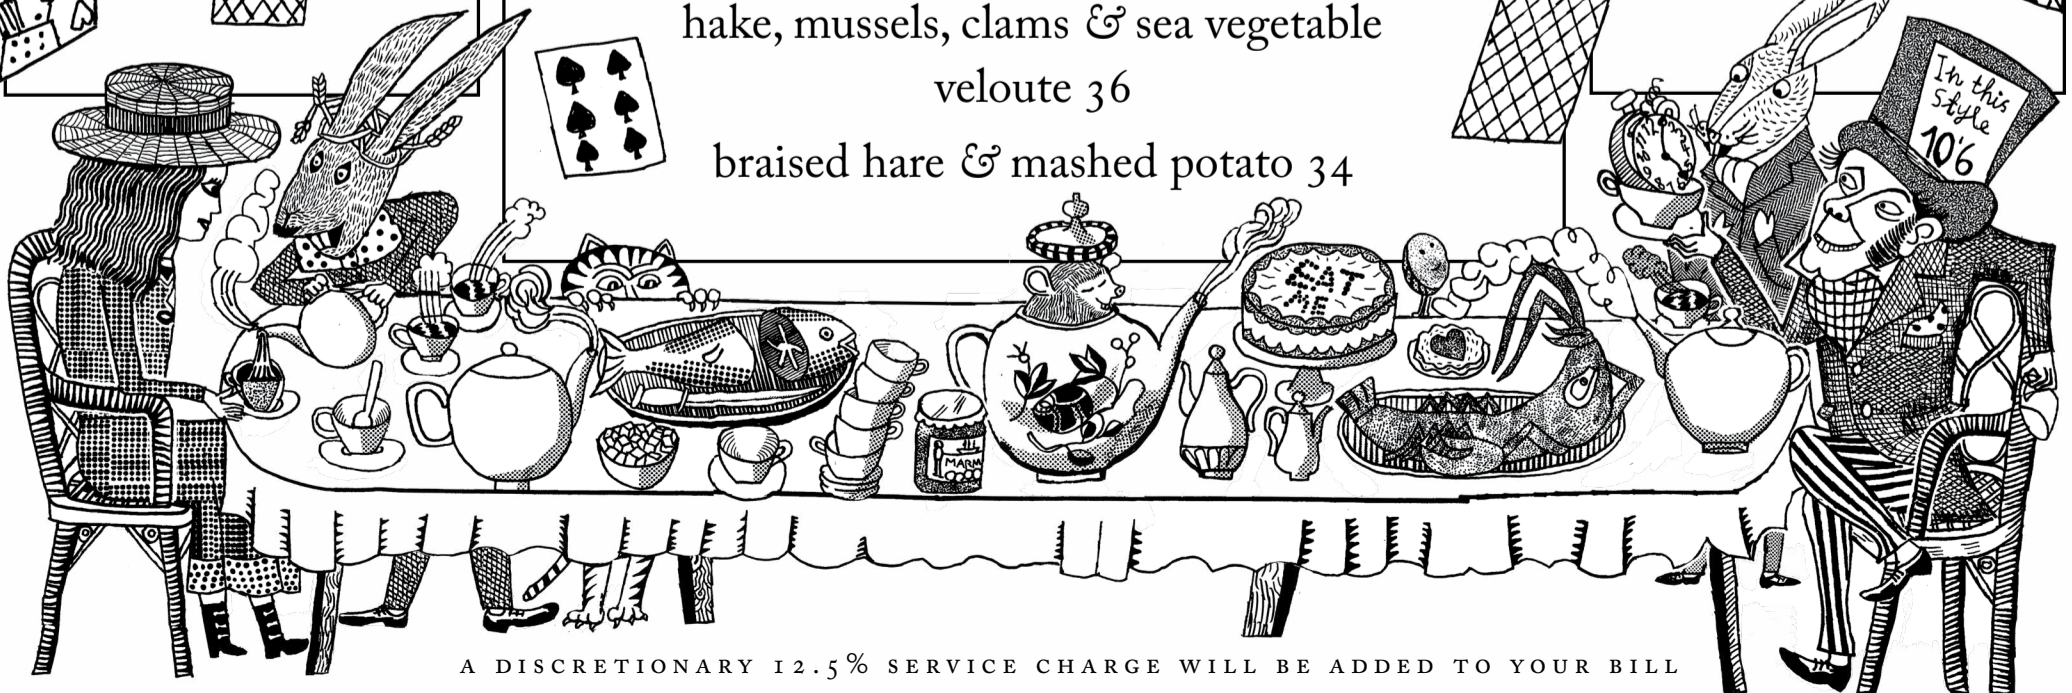 hake, mussels, clams & sea vegetable
veloute 36
braised hare & mashed potato 34
In this
Style
10'6
EAT
ME
MARM
A DISCRETIONARY 12.5% SERVICE CHARGE WILL BE ADDED TO YOUR BILL